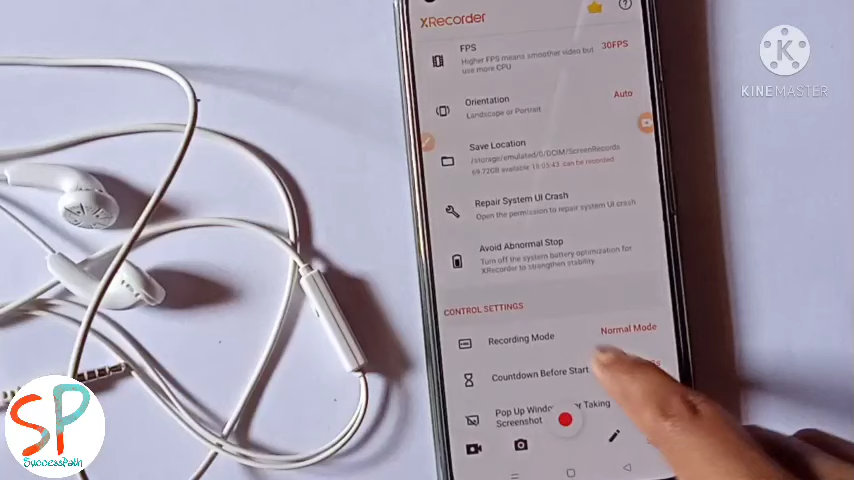 XRecorder
FPS
30FPS
Higher FPS means smoother video but
use more CPU
Orientation
Auto
Landscape or Portrait
Save Location
/storage/emulated/0/DCIM/ScreenRecords
69.72GB available, 16:05:43 can be recorded
Repair System UI Crash
Open the permission to repair system UI crash
Avoid Abnormal Stop
Turn off the system battery optimization for
XRecorder to strengthen stability
CONTROL SETTINGS
Recording Mode
Normal Mode
Countdown Before Start
Pop Up Taking
Screenshot
K
KINEMASTER
SP
SuccessPath